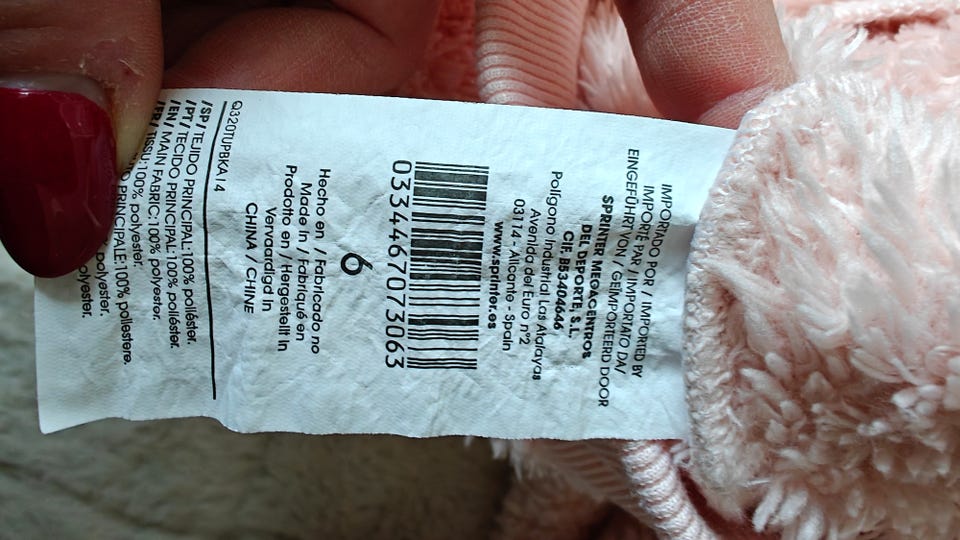 IMPORTADO POR / IMPORTED BY
IMPORTE PAR / IMPORTATO DA/
EINGEFÜHRT VON / GEÏMPORTEERD DOOR
SPRINTER MEGACENTROS
DEL DEPORTE, S.L.
CIF. B53404646
Polígono Industrial Las Atalayas
Avenida del Euro nº2
03114 - Alicante - Spain
www.sprinter.es
0334467073063
6
Hecho en / Fabricado no
Made in / Fabriqué en
Prodotto en / Hergestellt in
Vervaardigd in
CHINA / CHINE
Q320TUPBKA14
/SP/ TEJIDO PRINCIPAL:100% poliéster.
/PT/ TECIDO PRINCIPAL:100% poliéster.
/EN/ MAIN FABRIC:100% polyester.
/FR/ TISSU:100% polyester.
PRINCIPALE:100% poliestere.
polyester.
polyester.